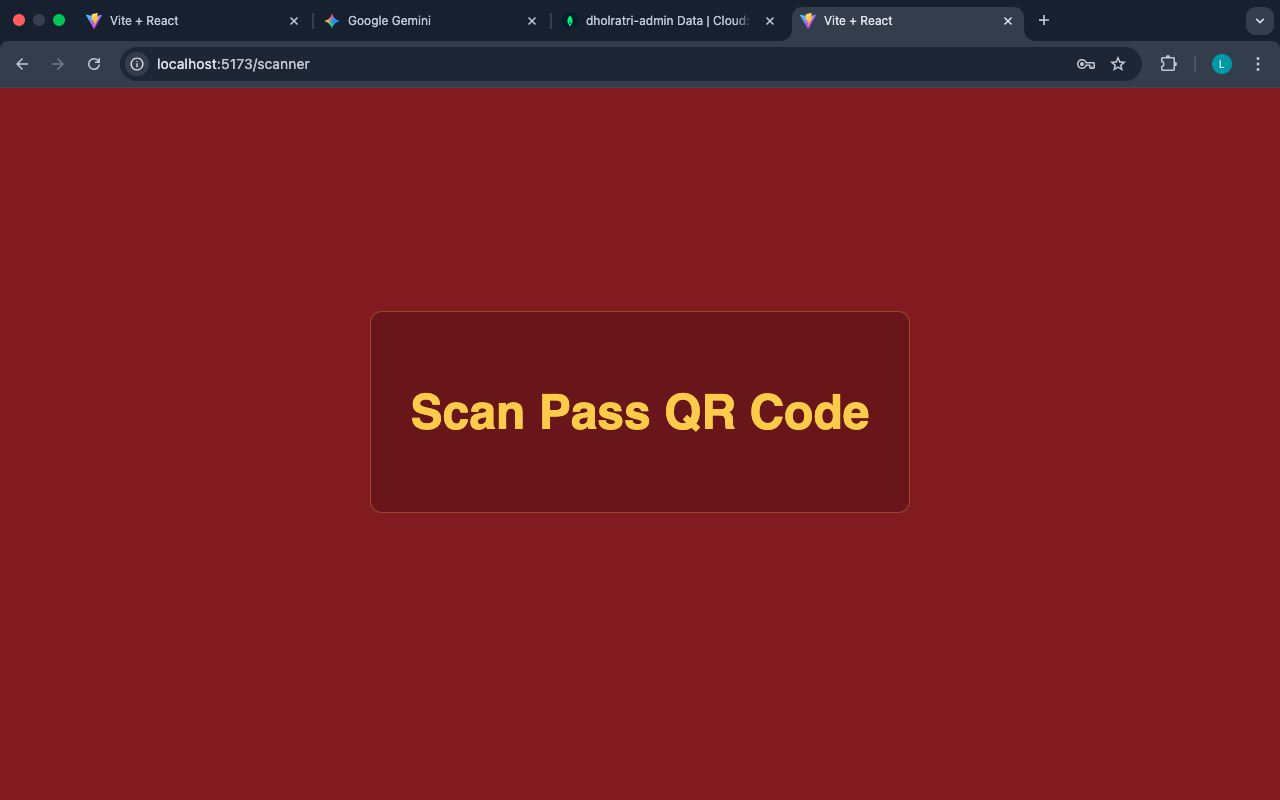 Vite + React
Google Gemini
dholratri-admin Data | Cloud:
Vite + React
localhost:5173/scanner
L
Scan Pass QR Code